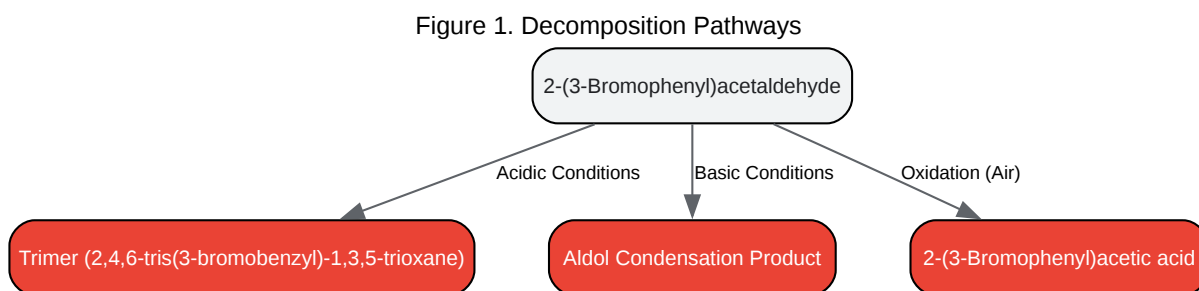 Figure 1. Decomposition Pathways
2-(3-Bromophenyl)acetaldehyde
Acidic Conditions
Basic Conditions
Oxidation (Air)
Trimer (2,4,6-tris(3-bromobenzyl)-1,3,5-trioxane)
Aldol Condensation Product
2-(3-Bromophenyl)acetic acid